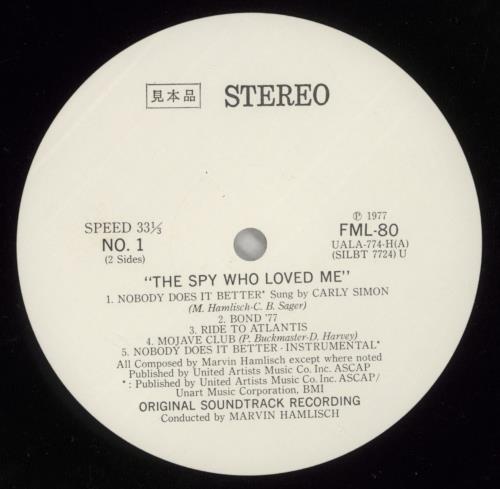 見本品 STEREO
SPEED 33⅓
NO. 1
(2 Sides)
℗ 1977
FML-80
UALA-774-H(A)
(SILBT 7724) U
"THE SPY WHO LOVED ME"
1. NOBODY DOES IT BETTER* Sung by CARLY SIMON
(M. Hamlisch-C. B. Sager)
2. BOND '77
3. RIDE TO ATLANTIS
4. MOJAVE CLUB (P. Buckmaster-D. Harvey)
5. NOBODY DOES IT BETTER - INSTRUMENTAL*
All Composed by Marvin Hamlisch except where noted
Published by United Artists Music Co. Inc. ASCAP
* : Published by United Artists Music Co. Inc. ASCAP/
Unart Music Corporation, BMI
ORIGINAL SOUNDTRACK RECORDING
Conducted by MARVIN HAMLISCH